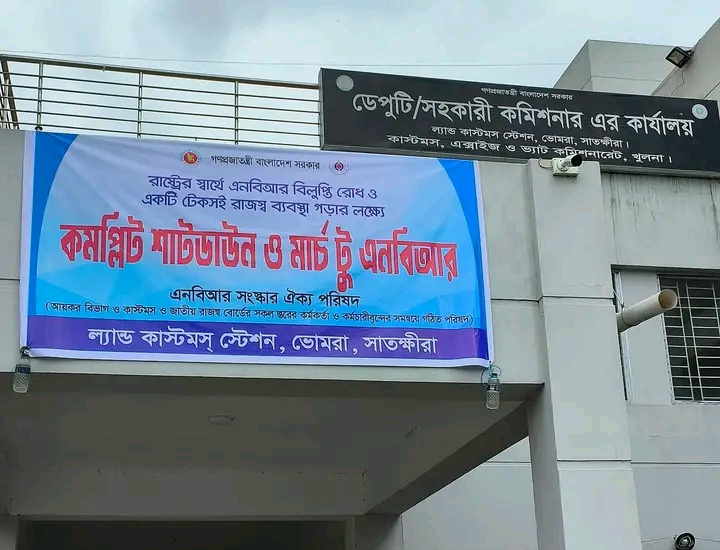 গণপ্রজাতন্ত্রী বাংলাদেশ সরকার
ডেপুটি/সহকারী কমিশনার এর কার্যালয়
ল্যান্ড কাস্টমস স্টেশন, ভোমরা, সাতক্ষীরা।
কাস্টমস, এক্সাইজ ও ভ্যাট কমিশনারেট, খুলনা।
গণপ্রজাতন্ত্রী বাংলাদেশ সরকার
রাষ্ট্রের স্বার্থে এনবিআর বিলুপ্তি রোধ ও
একটি টেকসই রাজস্ব ব্যবস্থা গড়ার লক্ষ্যে
কমপ্লিট শাটডাউন ও মার্চ টু এনবিআর
এনবিআর সংস্কার ঐক্য পরিষদ
(আয়কর বিভাগ ও কাস্টমস ও জাতীয় রাজস্ব বোর্ডের সকল স্তরের কর্মকর্তা ও কর্মচারীবৃন্দের সমন্বয়ে গঠিত পরিষদ)
ল্যান্ড কাস্টমস্ স্টেশন, ভোমরা, সাতক্ষীরা